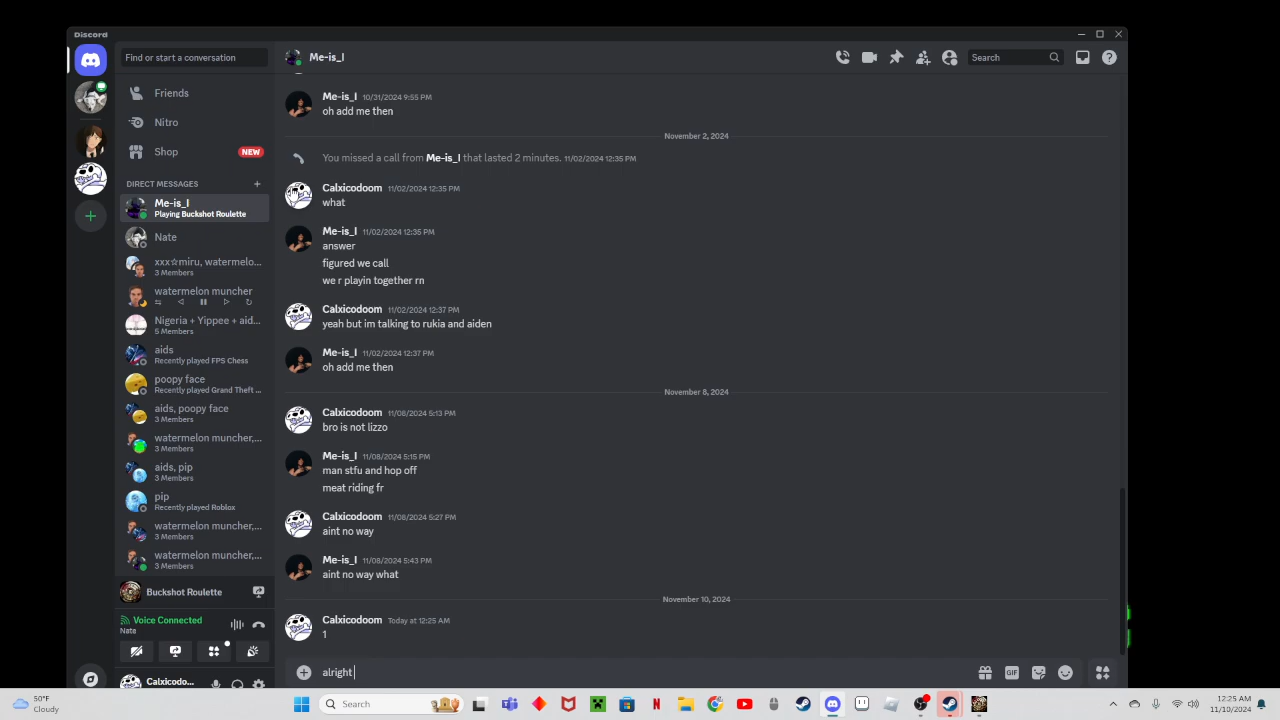 Discord
Find or start a conversation
Me-is_I
Search
Friends
Nitro
Shop
NEW
DIRECT MESSAGES
Me-is_I
Playing Buckshot Roulette
Nate
xxx☆miru, watermelo...
3 Members
watermelon muncher
Nigeria + Yippee + aid...
5 Members
aids
Recently played FPS Chess
poopy face
Recently played Grand Theft ...
aids, poopy face
3 Members
watermelon muncher,...
3 Members
aids, pip
3 Members
pip
Recently played Roblox
watermelon muncher,...
3 Members
watermelon muncher,...
3 Members
Buckshot Roulette
Voice Connected
Nate
Calxicodo...
Me-is_I 10/31/2024 9:55 PM
oh add me then
November 2, 2024
You missed a call from Me-is_I that lasted 2 minutes. 11/02/2024 12:35 PM
Calxicodoom 11/02/2024 12:35 PM
what
Me-is_I 11/02/2024 12:35 PM
answer
figured we call
we r playin together rn
Calxicodoom 11/02/2024 12:37 PM
yeah but im talking to rukia and aiden
Me-is_I 11/02/2024 12:37 PM
oh add me then
November 8, 2024
Calxicodoom 11/08/2024 5:13 PM
bro is not lizzo
Me-is_I 11/08/2024 5:15 PM
man stfu and hop off
meat riding fr
Calxicodoom 11/08/2024 5:27 PM
aint no way
Me-is_I 11/08/2024 5:43 PM
aint no way what
November 10, 2024
Calxicodoom Today at 12:25 AM
1
alright
GIF
50°F
Cloudy
Search
12:25 AM
11/10/2024